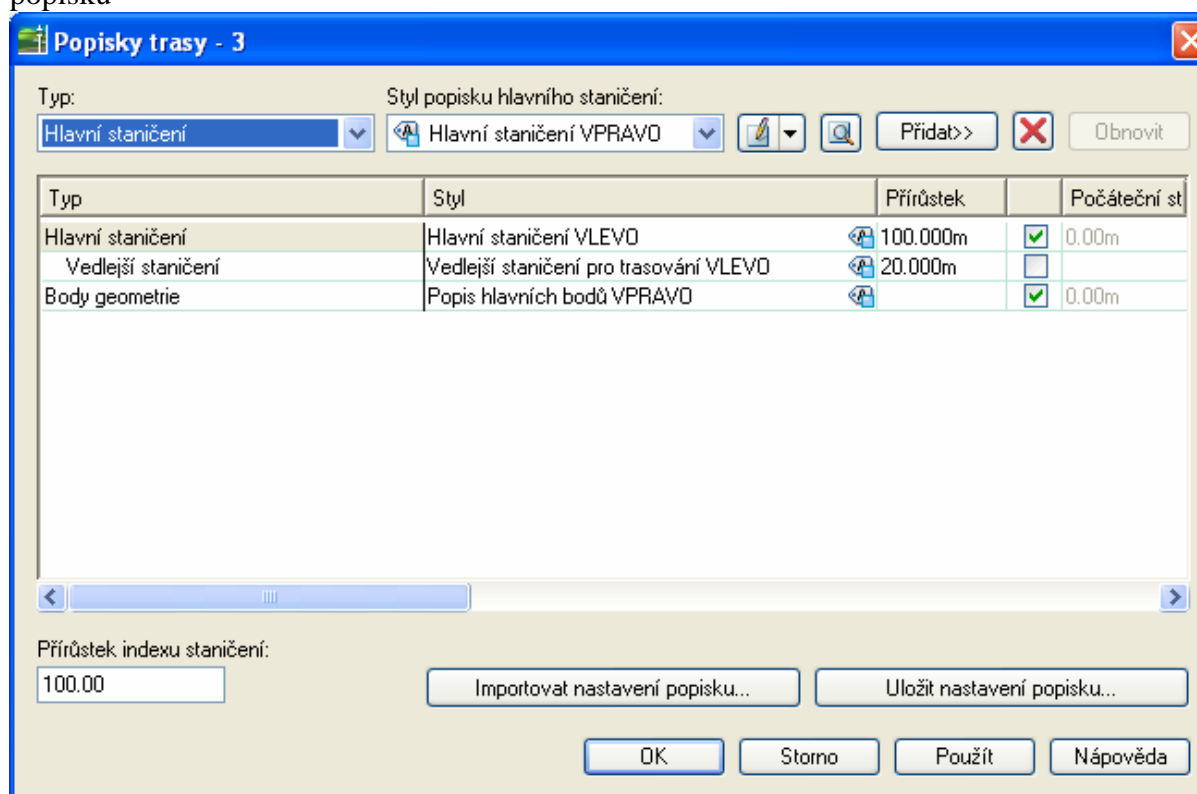 popisku
Popisky trasy - 3
Typ: Styl popisku hlavního staničení:
Hlavní staničení Hlavní staničení VPRAVO Přidat>> Obnovit
Typ Styl Přírůstek Počáteční st
Hlavní staničení Hlavní staničení VLEVO 100.000m 0.00m
Vedlejší staničení Vedlejší staničení pro trasování VLEVO 20.000m
Body geometrie Popis hlavních bodů VPRAVO 0.00m
Přírůstek indexu staničení:
100.00 Importovat nastavení popisku... Uložit nastavení popisku...
OK Storno Použít Nápověda